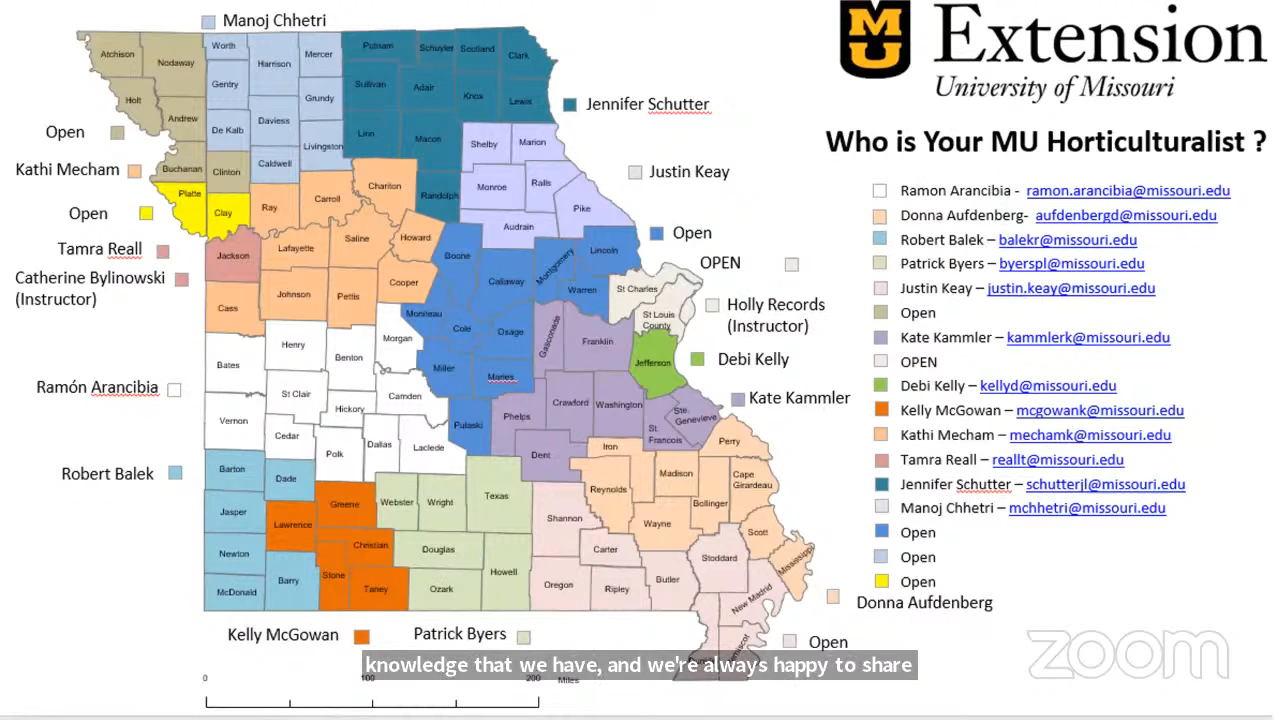 Manoj Chhetri
MU Extension
University of Missouri
Who is Your MU Horticulturalist ?
Atchison
Nodaway
Worth
Harrison
Mercer
Putnam
Schuyler
Scotland
Clark
Gentry
Sullivan
Adair
Knox
Lewis
Holt
Andrew
De Kalb
Daviess
Grundy
Linn
Macon
Jennifer Schutter
Open
Livingston
Shelby
Marion
Buchanan
Clinton
Caldwell
Kathi Mecham
Justin Keay
Platte
Clay
Ray
Carroll
Chariton
Randolph
Monroe
Ralls
Pike
Open
Audrain
Open
Howard
Tamra Reall
Jackson
Lafayette
Saline
Boone
Callaway
Montgomery
Lincoln
OPEN
Catherine Bylinowski
(Instructor)
Cass
Johnson
Pettis
Cooper
Warren
St Charles
Moniteau
Cole
Osage
Gasconade
Franklin
St Louis
County
Holly Records
(Instructor)
Bates
Henry
Benton
Morgan
Miller
Maries
Jefferson
Debi Kelly
Ramón Arancibia
St Clair
Camden
Hickory
Phelps
Crawford
Washington
Ste.
Genevieve
Kate Kammler
Vernon
Cedar
Polk
Dallas
Laclede
Pulaski
Dent
St.
Francois
Iron
Perry
Robert Balek
Barton
Dade
Greene
Webster
Wright
Texas
Reynolds
Madison
Bollinger
Cape
Girardeau
Jasper
Lawrence
Shannon
Wayne
Scott
Newton
Christian
Douglas
Carter
Stoddard
Mississippi
McDonald
Barry
Stone
Taney
Ozark
Howell
Oregon
Ripley
Butler
New Madrid
Donna Aufdenberg
Kelly McGowan
Patrick Byers
Open
Ramon Arancibia - ramon.arancibia@missouri.edu
Donna Aufdenberg- aufdenbergd@missouri.edu
Robert Balek – balekr@missouri.edu
Patrick Byers – byerspl@missouri.edu
Justin Keay – justin.keay@missouri.edu
Open
Kate Kammler – kammlerk@missouri.edu
OPEN
Debi Kelly – kellyd@missouri.edu
Kelly McGowan – mcgowank@missouri.edu
Kathi Mecham – mechamk@missouri.edu
Tamra Reall – reallt@missouri.edu
Jennifer Schutter – schutterjl@missouri.edu
Manoj Chhetri – mchhetri@missouri.edu
Open
Open
Open
knowledge that we have, and we're always happy to share
0 100 200 Miles
zoom